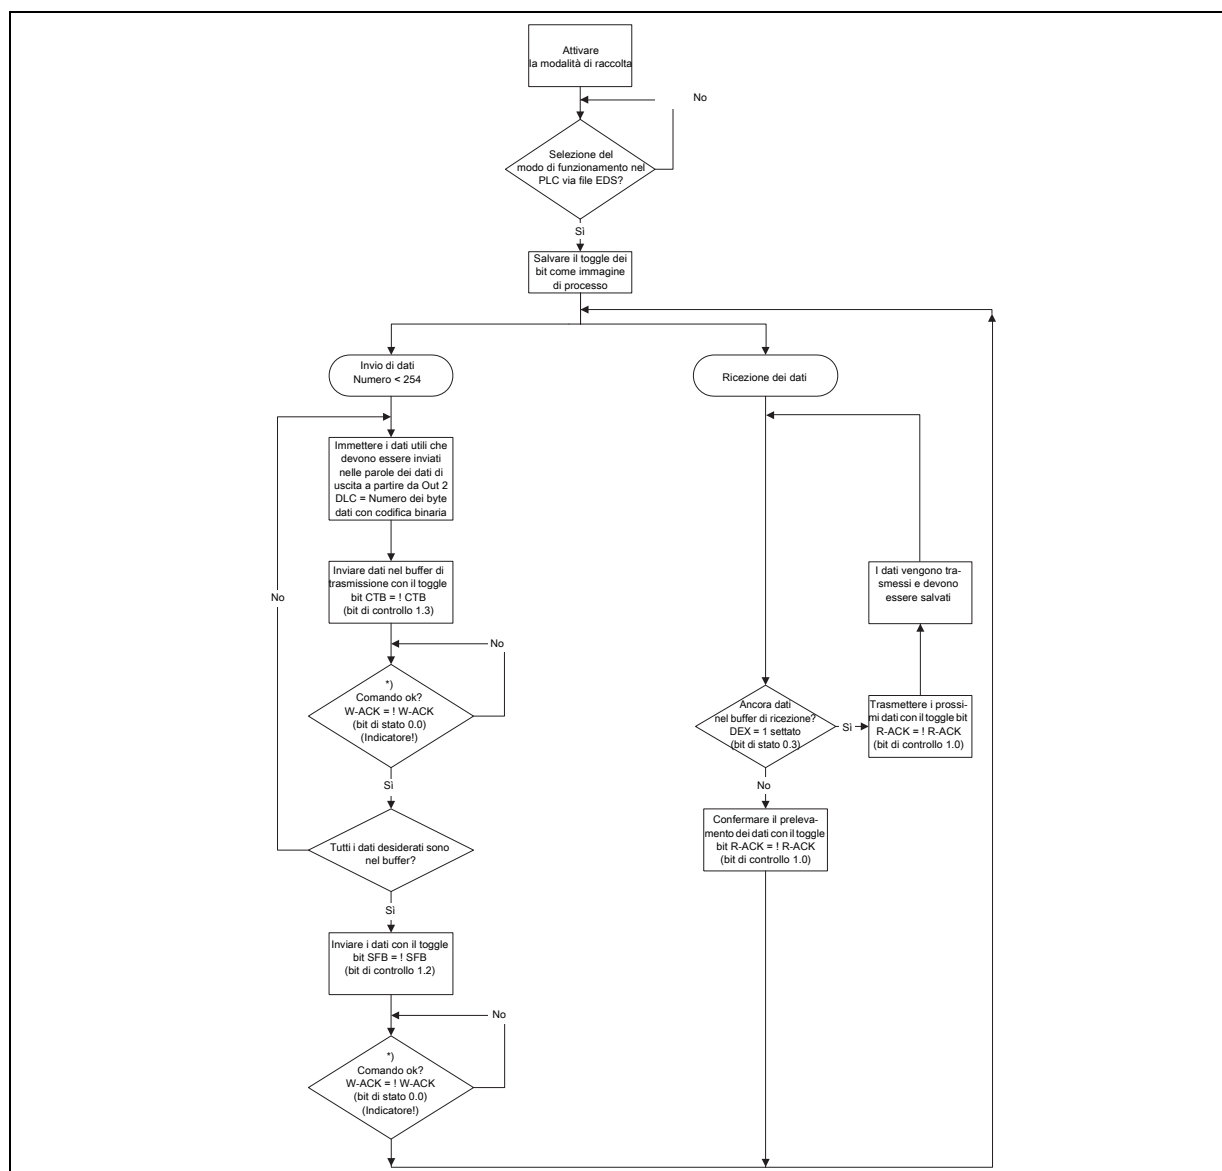 Attivare
la modalità di raccolta
No
Selezione del
modo di funzionamento nel
PLC via file EDS?
Sì
Salvare il toggle dei
bit come immagine
di processo
Invio di dati
Numero < 254
Immettere i dati utili che
devono essere inviati
nelle parole dei dati di
uscita a partire da Out 2
DLC = Numero dei byte
dati con codifica binaria
Inviare dati nel buffer di
trasmissione con il toggle
bit CTB = ! CTB
(bit di controllo 1.3)
No
No
*)
Comando ok?
W-ACK = ! W-ACK
(bit di stato 0.0)
(Indicatore!)
Sì
Tutti i dati desiderati sono
nel buffer?
Sì
Inviare i dati con il toggle
bit SFB = ! SFB
(bit di controllo 1.2)
No
*)
Comando ok?
W-ACK = ! W-ACK
(bit di stato 0.0)
(Indicatore!)
Ricezione dei dati
Ancora dati
nel buffer di ricezione?
DEX = 1 settato
(bit di stato 0.3)
Sì
Trasmettere i prossi-
mi dati con il toggle bit
R-ACK = ! R-ACK
(bit di controllo 1.0)
I dati vengono tra-
smessi e devono
essere salvati
No
Confermare il preleva-
mento dei dati con il toggle
bit R-ACK = ! R-ACK
(bit di controllo 1.0)